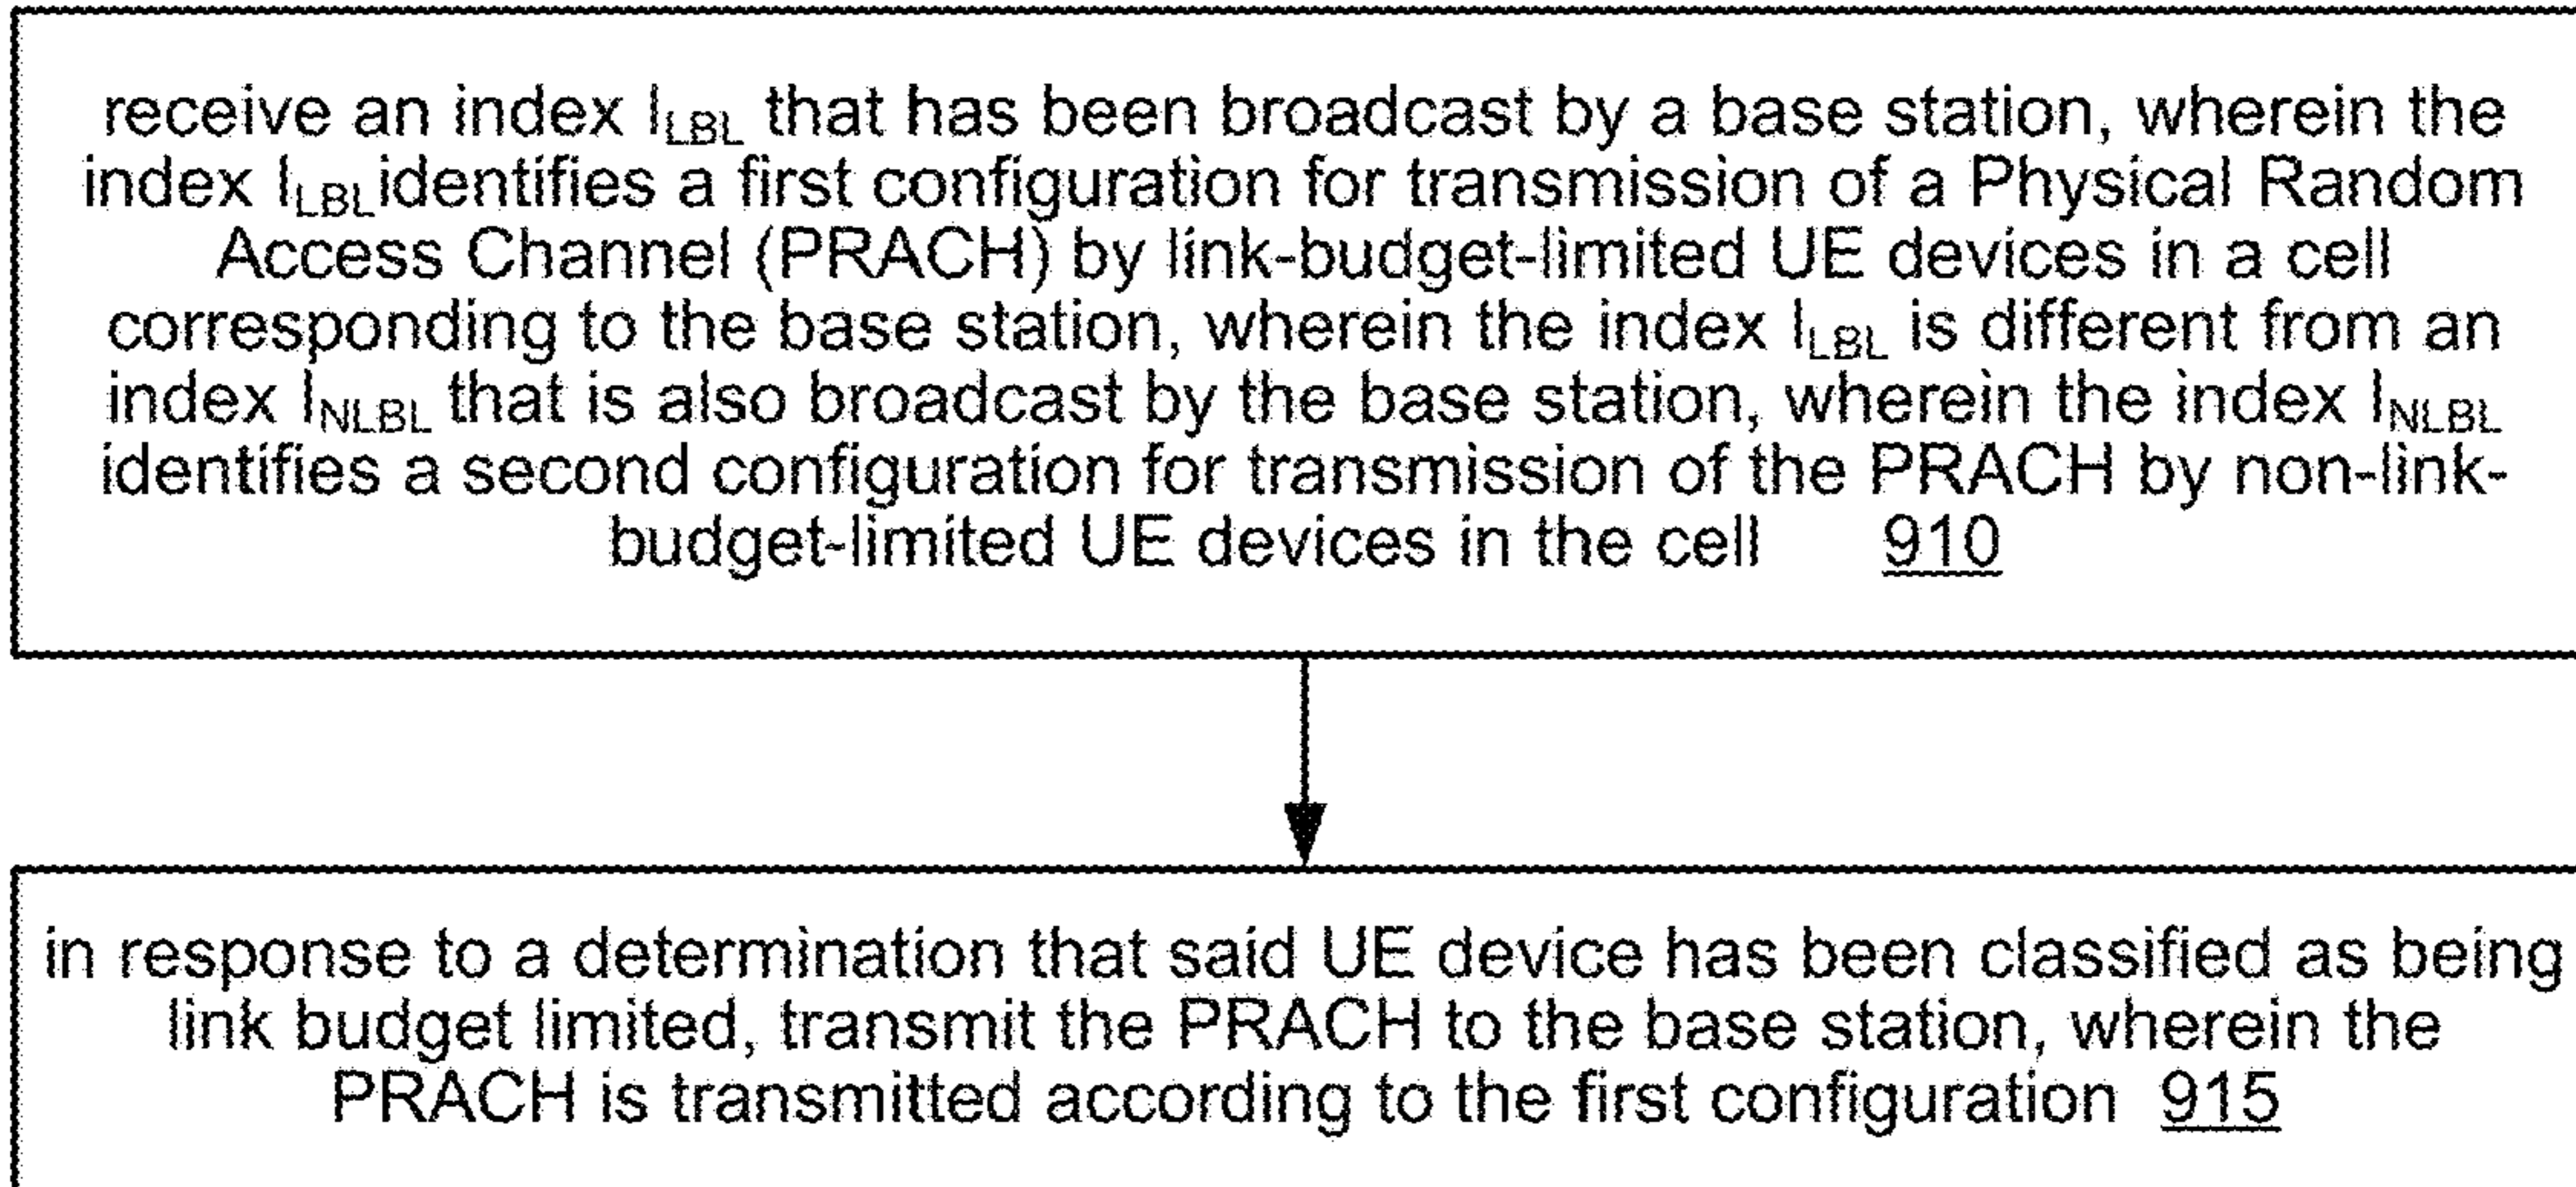 receive an index I_LBL that has been broadcast by a base station, wherein the
index I_LBL identifies a first configuration for transmission of a Physical Random
Access Channel (PRACH) by link-budget-limited UE devices in a cell
corresponding to the base station, wherein the index I_LBL is different from an
index I_NLBL that is also broadcast by the base station, wherein the index I_NLBL
identifies a second configuration for transmission of the PRACH by non-link-
budget-limited UE devices in the cell 910
in response to a determination that said UE device has been classified as being
link budget limited, transmit the PRACH to the base station, wherein the
PRACH is transmitted according to the first configuration 915